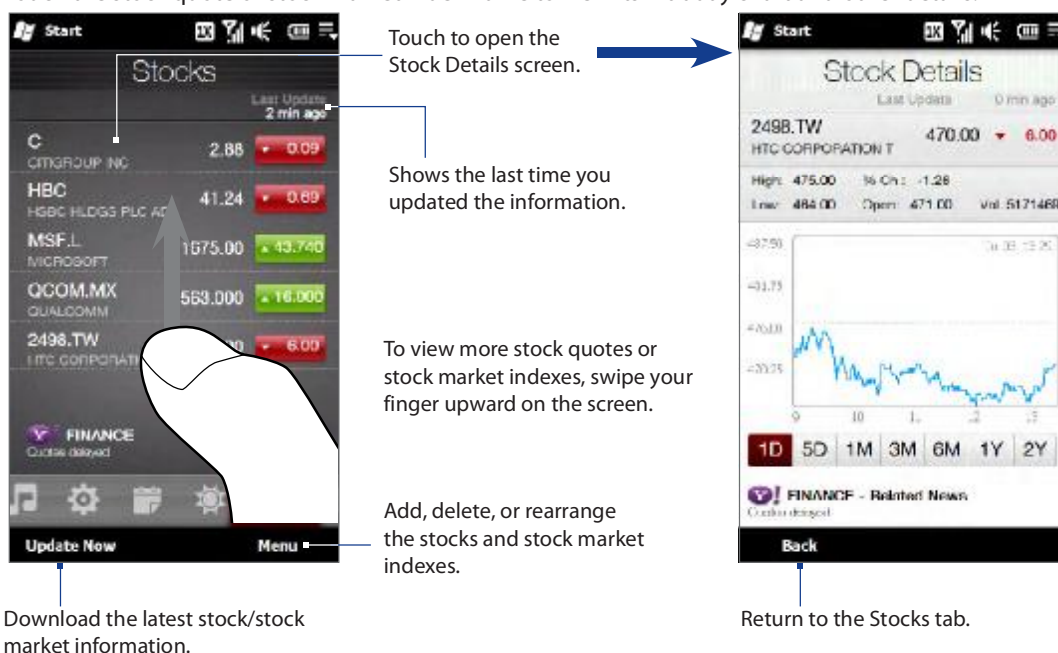 Start
Stocks
Last Update
2 min ago
C
CITIGROUP INC
2.88
0.09
HBC
HSBC HLDGS PLC AD
41.24
0.69
MSF.L
MICROSOFT
1675.00
43.740
QCOM.MX
QUALCOMM
563.000
16.000
2498.TW
HTC CORPORATI
6.00
FINANCE
Quotes delayed
Update Now
Menu
Touch to open the
Stock Details screen.
Shows the last time you
updated the information.
To view more stock quotes or
stock market indexes, swipe your
finger upward on the screen.
Add, delete, or rearrange
the stocks and stock market
indexes.
Download the latest stock/stock
market information.
Start
Stock Details
Last Update 0 min ago
2498.TW
HTC CORPORATION T
470.00 6.00
High: 475.00 % Ch : -1.26
Low: 464.00 Open: 471.00 Vol:
9 10
1D 5D 1M 3M 6M 1Y 2Y
FINANCE - Related News
Quotes delayed
Back
Return to the Stocks tab.